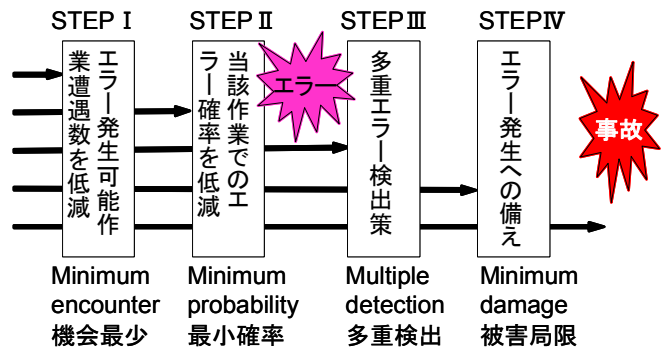 STEP Ⅰ
STEP Ⅱ
STEP Ⅲ
STEP Ⅳ
エラー発生可能作
業遭遇数を低減
当該作業でのエ
ラー確率を低減
エラー
多重エラー検出策
エラー発生への備え
事故
Minimum
encounter
機会最少
Minimum
probability
最小確率
Multiple
detection
多重検出
Minimum
damage
被害局限